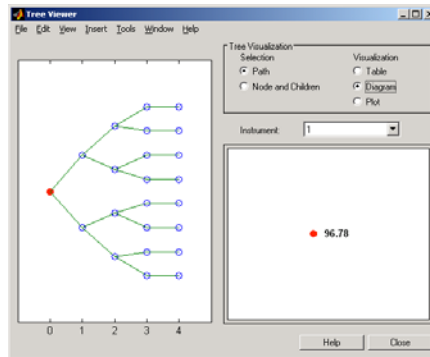 Tree Viewer
File Edit View Insert Tools Window Help
Tree Visualization
Selection Visualization
Path Table
Node and Children Diagram
Plot
Instrument: 1
96.78
0 1 2 3 4
Help Close